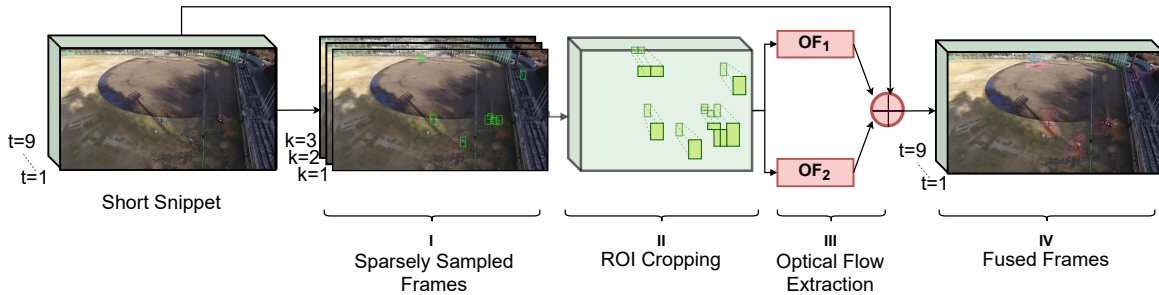 t=9
t=1
Short Snippet
k=3
k=2
k=1
I
Sparsely Sampled
Frames
II
ROI Cropping
OF1
OF2
III
Optical Flow
Extraction
t=9
t=1
IV
Fused Frames